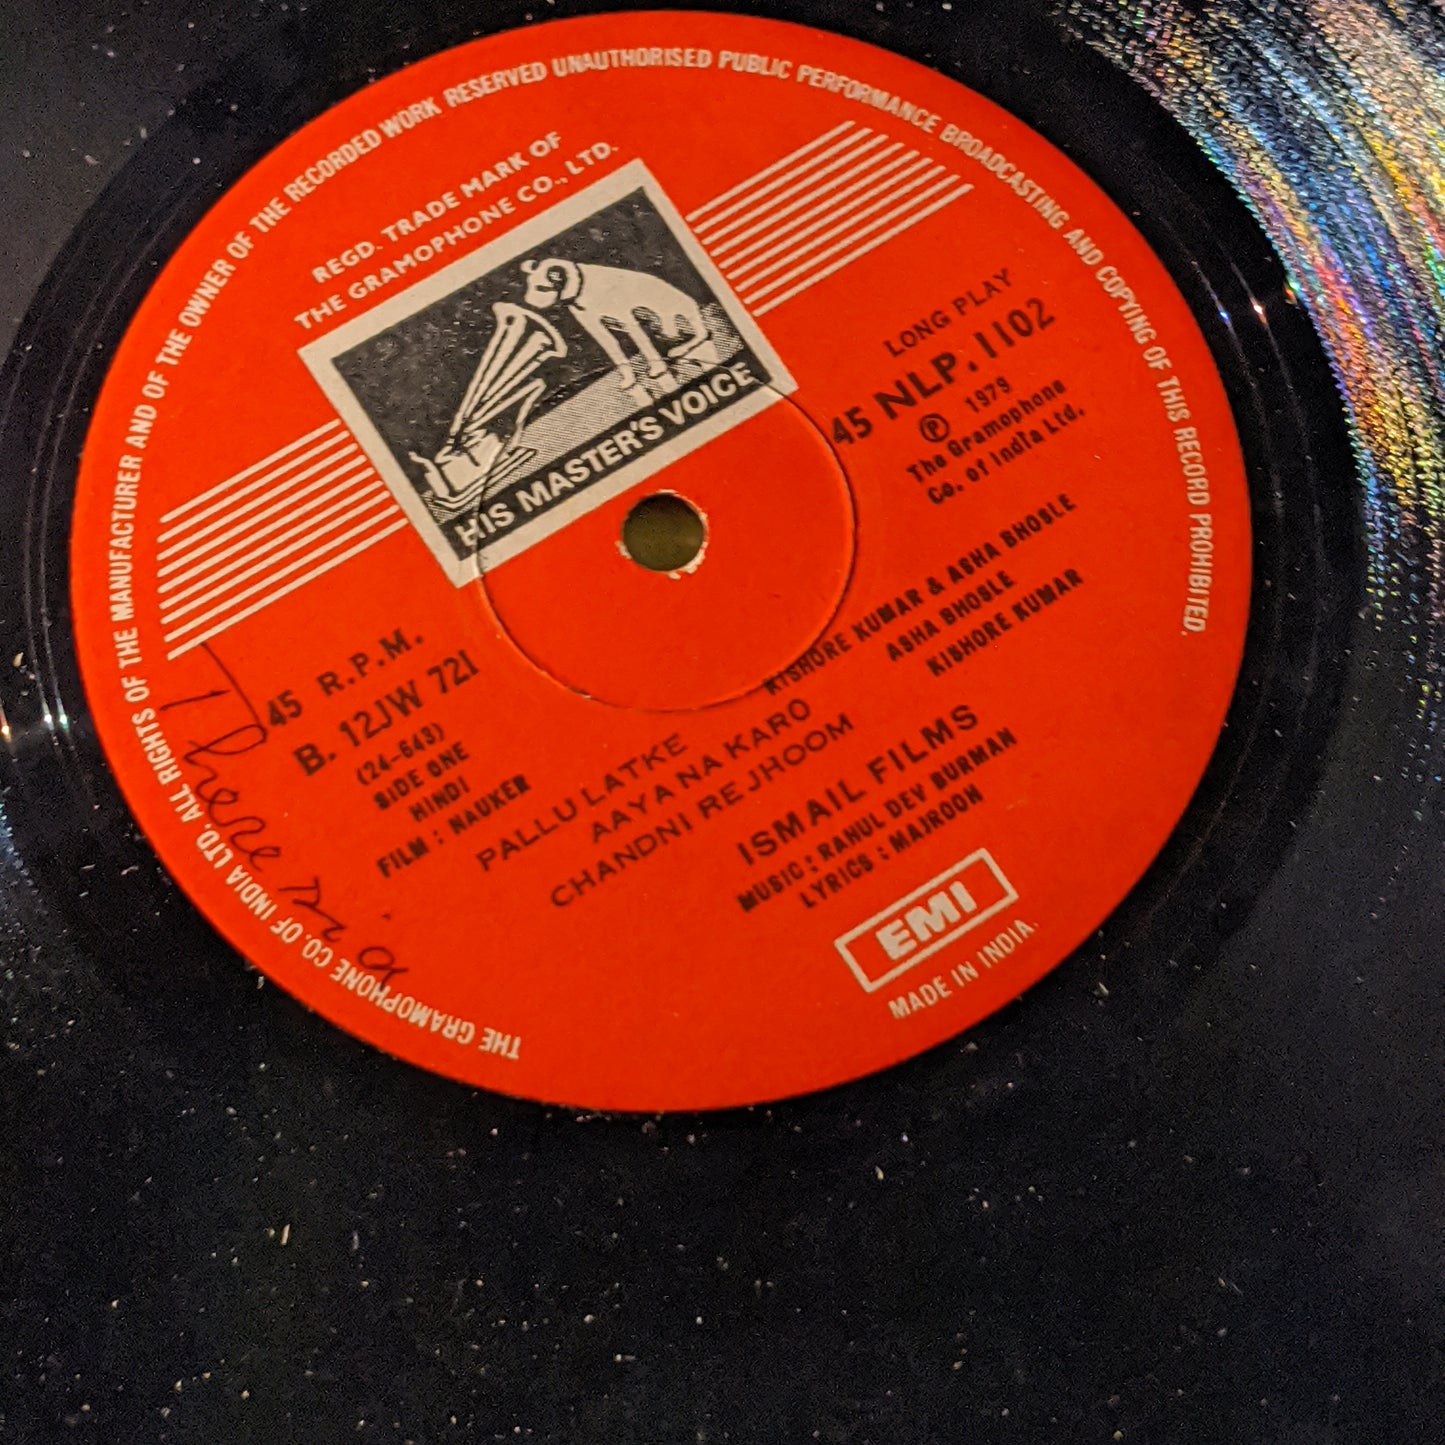 THE GRAMOPHONE CO. OF INDIA LTD. ALL RIGHTS OF THE MANUFACTURER AND OF THE OWNER OF THE RECORDED WORK RESERVED UNAUTHORISED PUBLIC PERFORMANCE BROADCASTING AND COPYING OF THIS RECORD PROHIBITED.
REGD. TRADE MARK OF
THE GRAMOPHONE CO., LTD.
HIS MASTER'S VOICE
LONG PLAY
45 NLP. 1102
Ⓟ 1979
The Gramophone
Co. of India Ltd.
45 R.P.M.
B. 12JW 721
(24-643)
SIDE ONE
HINDI
FILM : NAUKER
PALLU LATKE
KISHORE KUMAR & ASHA BHOSLE
AAYA NA KARO
ASHA BHOSLE
CHANDNI RE JHOOM
KISHORE KUMAR
ISMAIL FILMS
MUSIC : RAHUL DEV BURMAN
LYRICS : MAJROOH
EMI
MADE IN INDIA.